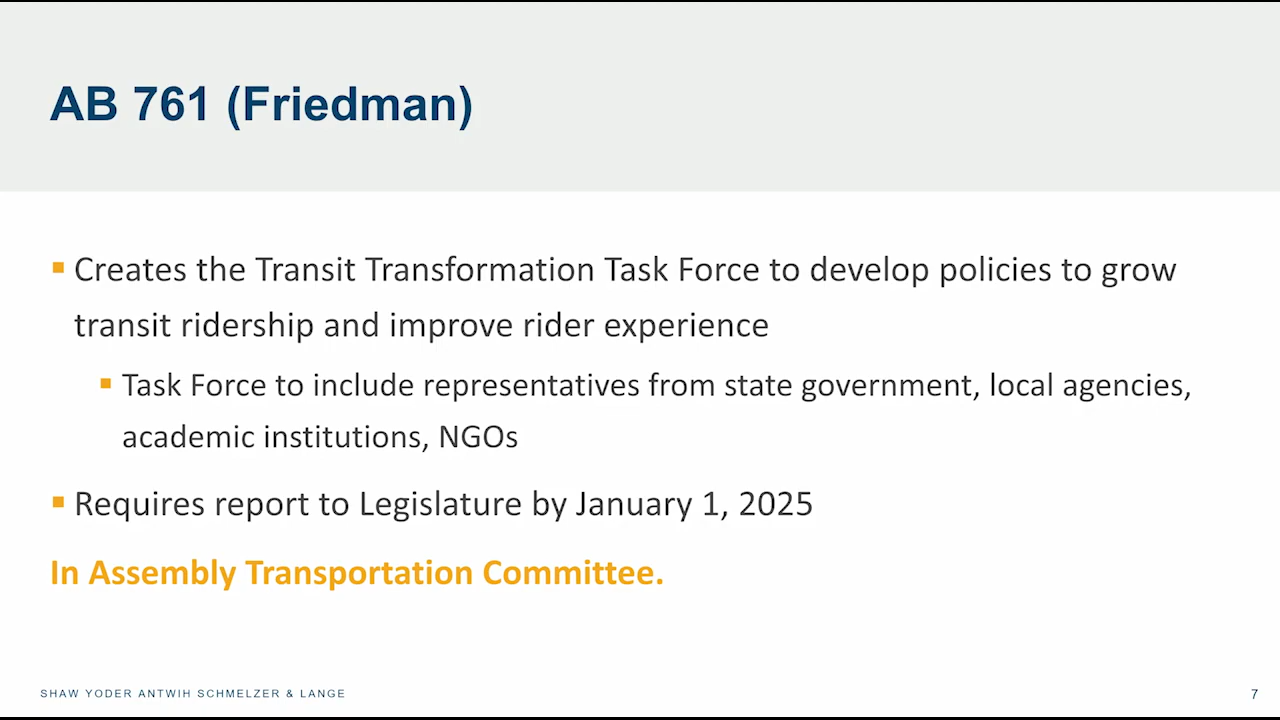 AB 761 (Friedman)
▪ Creates the Transit Transformation Task Force to develop policies to grow
transit ridership and improve rider experience
▪ Task Force to include representatives from state government, local agencies,
academic institutions, NGOs
▪ Requires report to Legislature by January 1, 2025
In Assembly Transportation Committee.
SHAW YODER ANTWIH SCHMELZER & LANGE
7